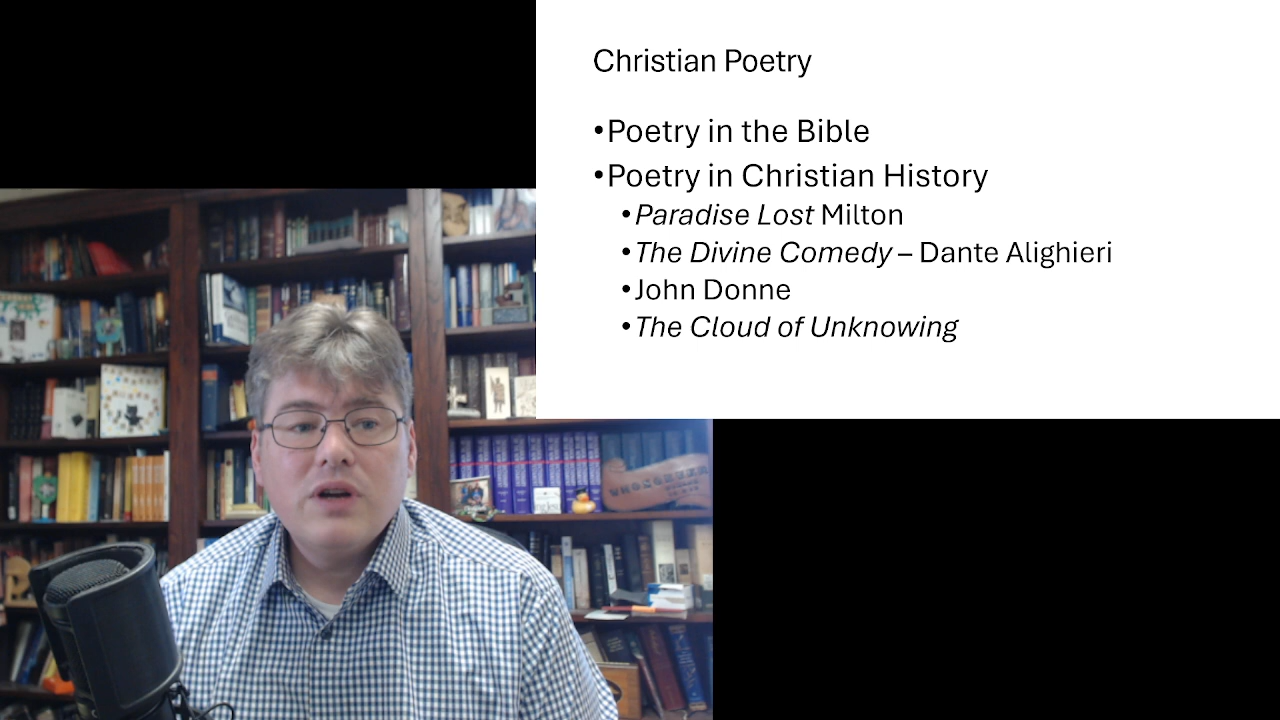 Christian Poetry
•Poetry in the Bible
•Poetry in Christian History
•Paradise Lost Milton
•The Divine Comedy – Dante Alighieri
•John Donne
•The Cloud of Unknowing